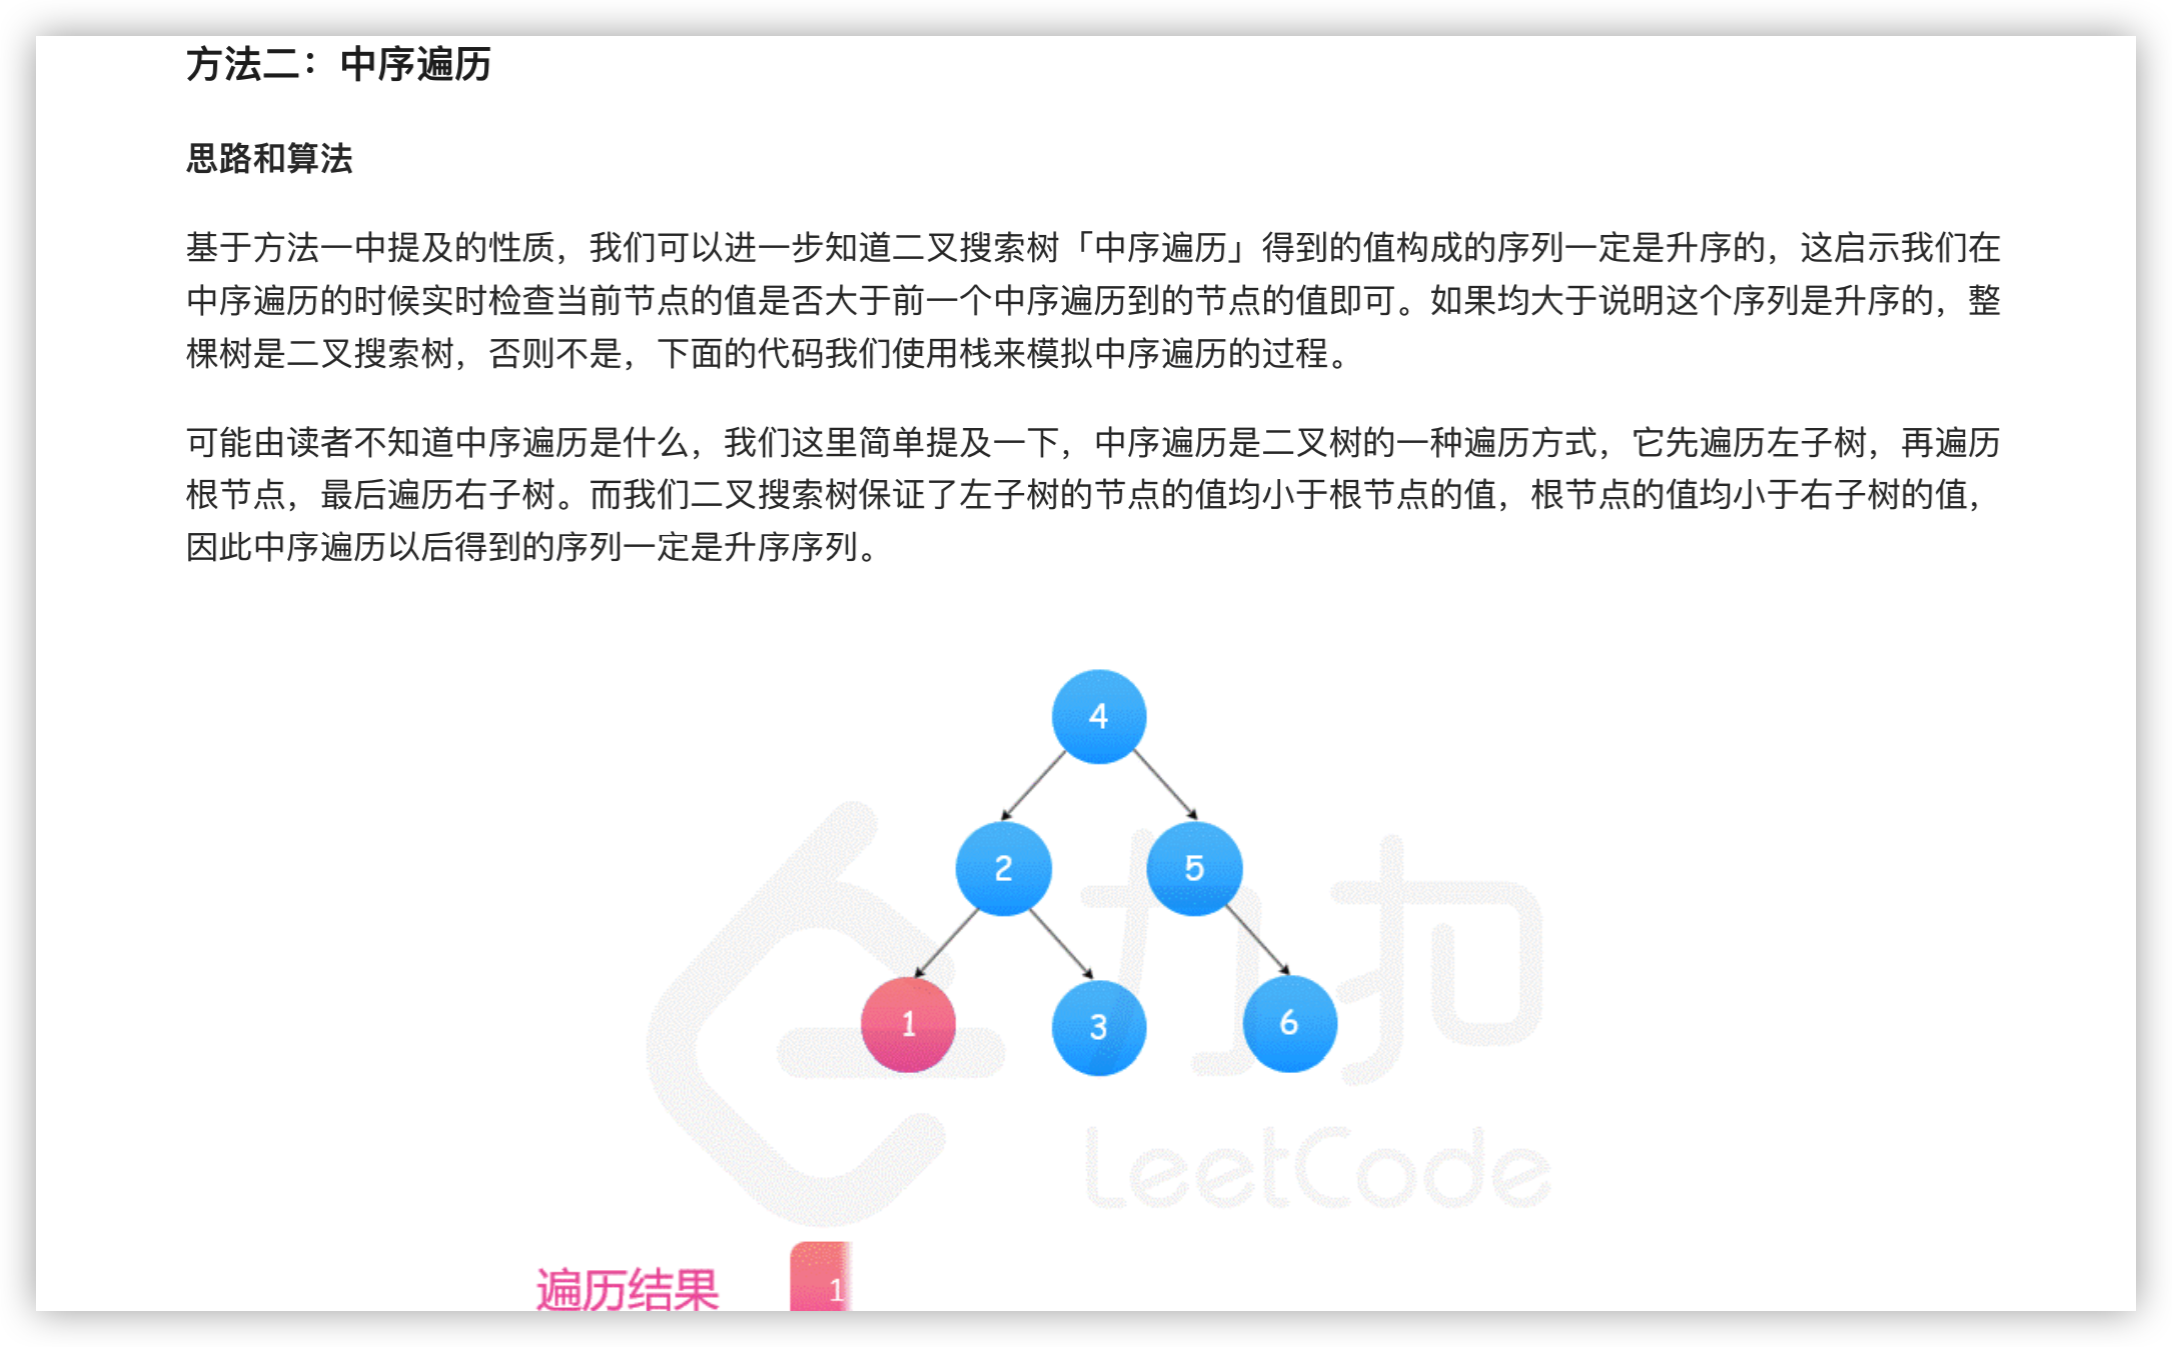 方法二：中序遍历
思路和算法
基于方法一中提及的性质，我们可以进一步知道二叉搜索树「中序遍历」得到的值构成的序列一定是升序的，这启示我们在
中序遍历的时候实时检查当前节点的值是否大于前一个中序遍历到的节点的值即可。如果均大于说明这个序列是升序的，整
棵树是二叉搜索树，否则不是，下面的代码我们使用栈来模拟中序遍历的过程。
可能由读者不知道中序遍历是什么，我们这里简单提及一下，中序遍历是二叉树的一种遍历方式，它先遍历左子树，再遍历
根节点，最后遍历右子树。而我们二叉搜索树保证了左子树的节点的值均小于根节点的值，根节点的值均小于右子树的值，
因此中序遍历以后得到的序列一定是升序序列。
4
2 5
1 3 6
力扣
LeetCode
遍历结果 1